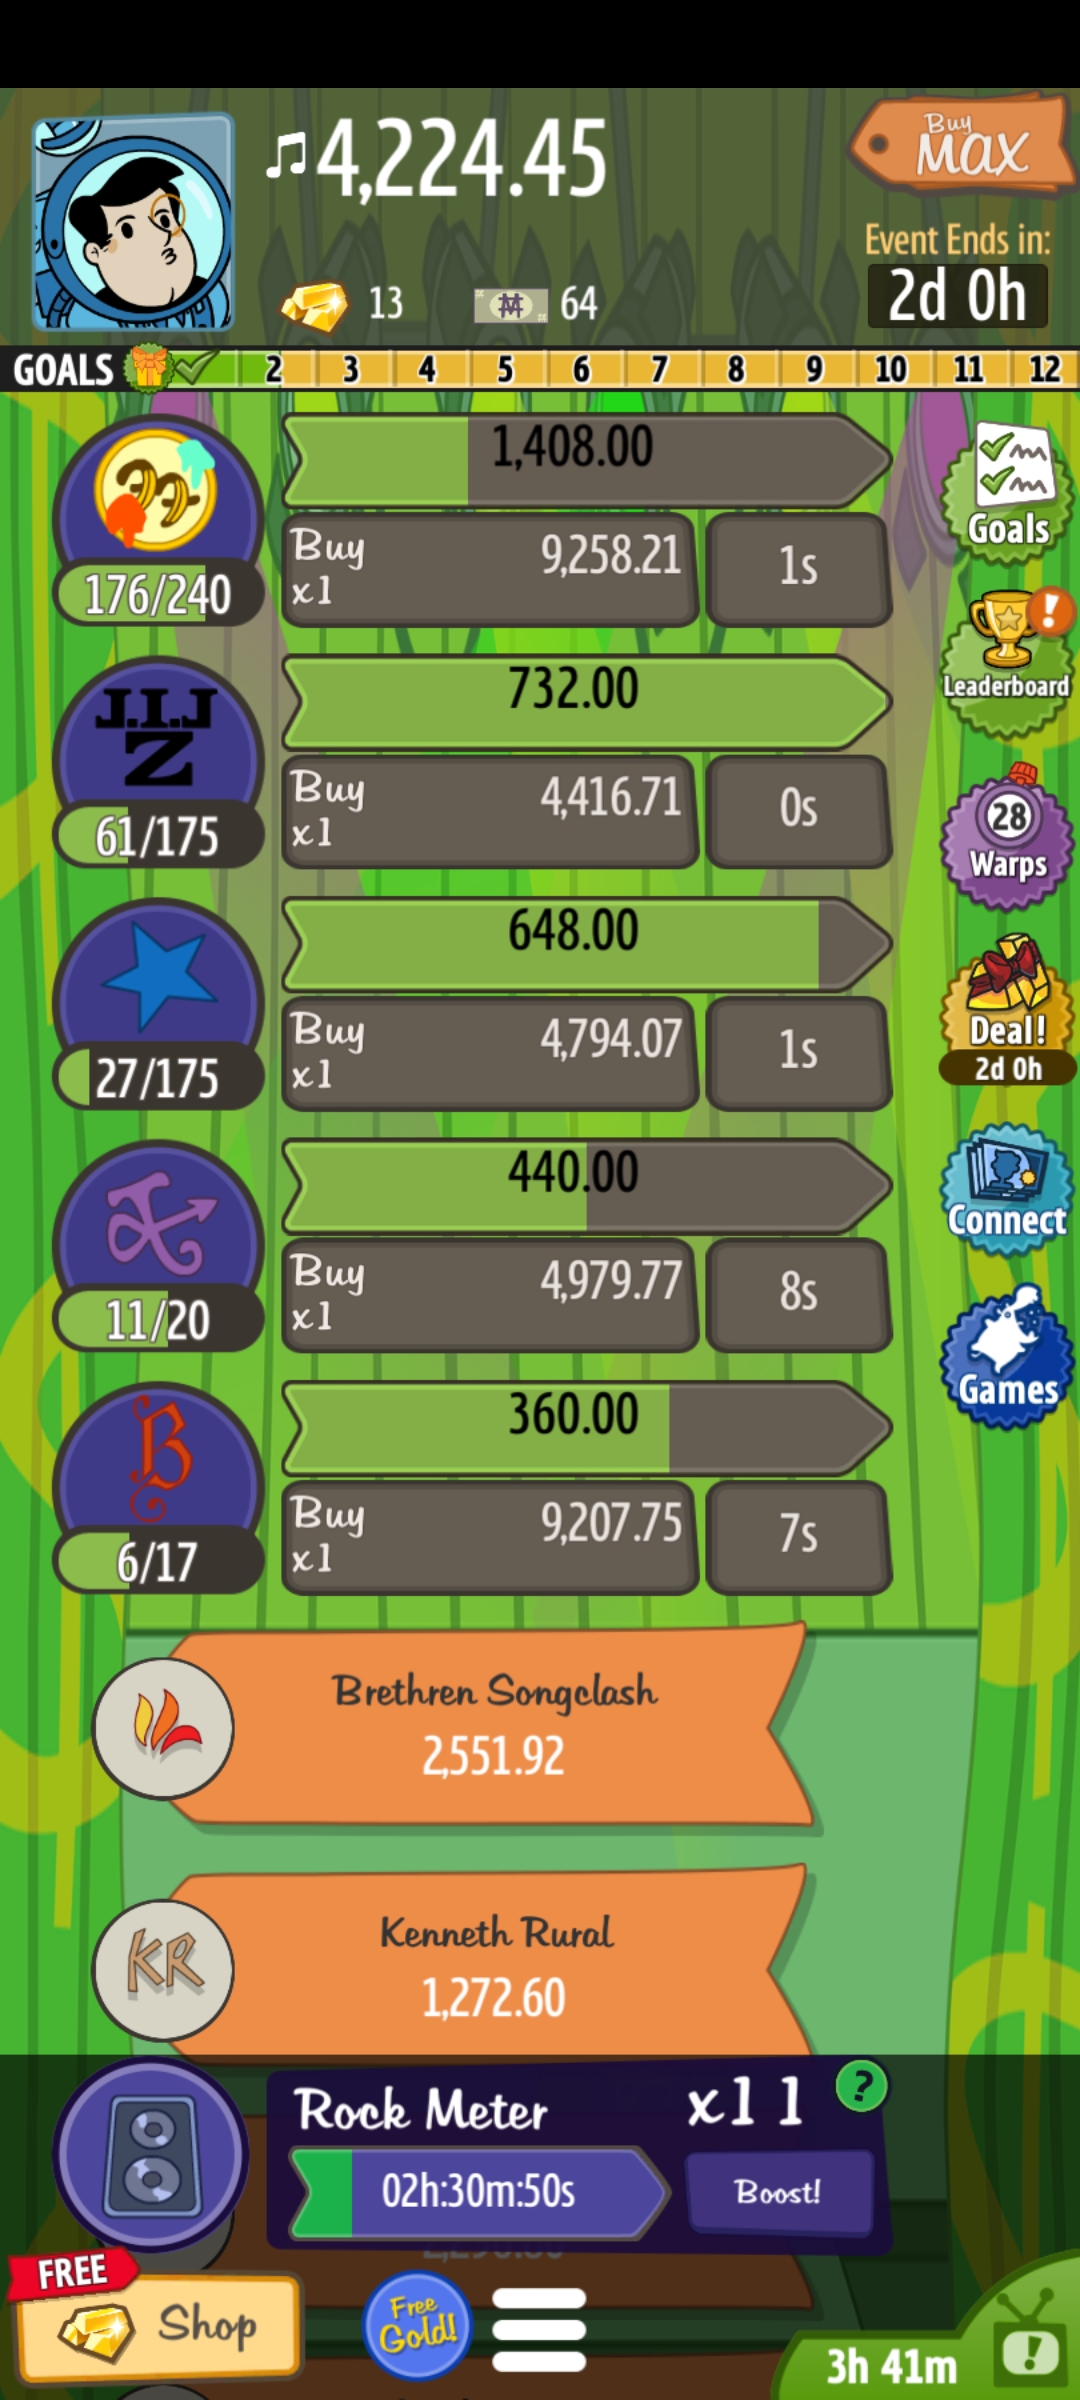 ♫4,224.45
Buy
MAX
13
64
Event Ends in:
2d 0h
GOALS 2 3 4 5 6 7 8 9 10 11 12
1,408.00
176/240
Buy
x1
9,258.21
1s
Goals
J.I.J
Z
732.00
61/175
Buy
x1
4,416.71
0s
Leaderboard
28
Warps
648.00
27/175
Buy
x1
4,794.07
1s
Deal!
2d 0h
440.00
11/20
Buy
x1
4,979.77
8s
Connect
B
360.00
6/17
Buy
x1
9,207.75
7s
Games
Brethren Songclash
2,551.92
KR
Kenneth Rural
1,272.60
Rock Meter
x11
?
02h:30m:50s
Boost!
FREE
Shop
Free
Gold!
3h 41m